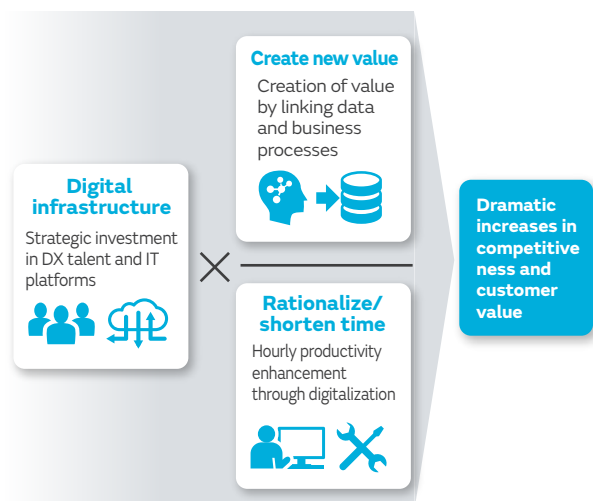 Digital
infrastructure
Strategic investment
in DX talent and IT
platforms
Create new value
Creation of value
by linking data
and business
processes
Rationalize/
shorten time
Hourly productivity
enhancement
through digitalization
Dramatic
increases in
competitive
ness and
customer
value